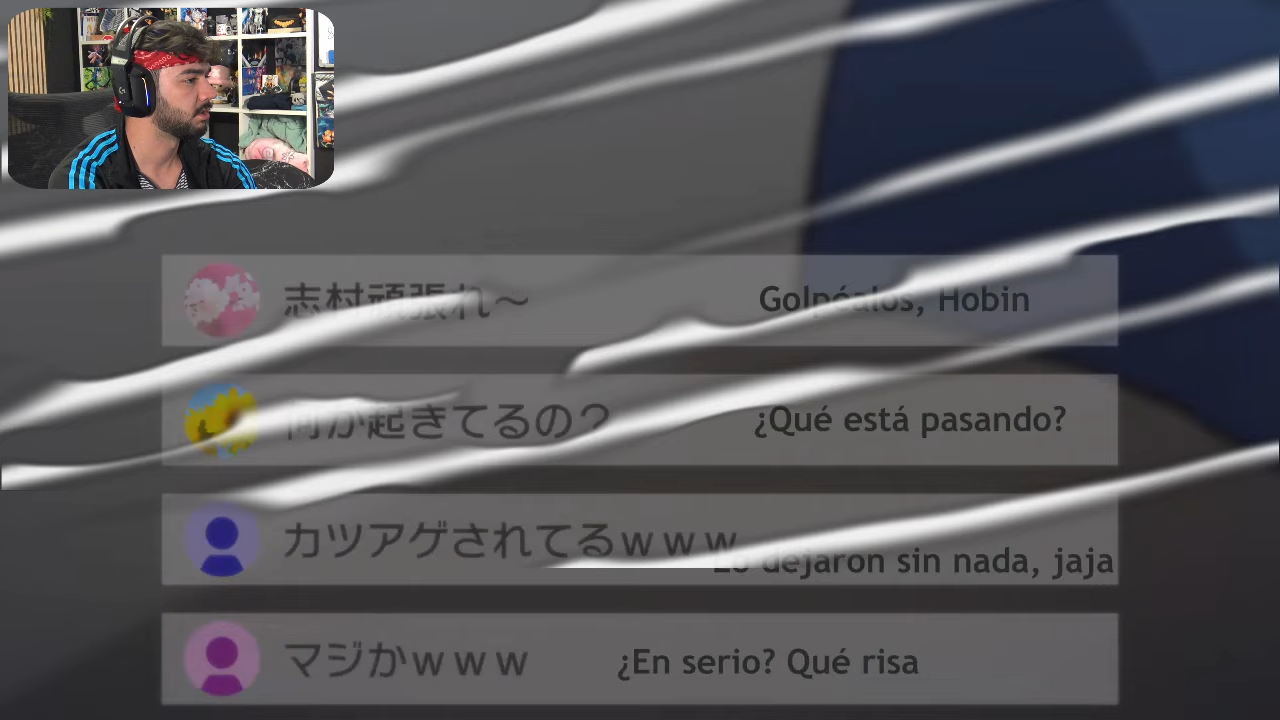 志村頑張れ～
Golpéalos, Hobin
何が起きてるの？
¿Qué está pasando?
カツアゲされてるｗｗｗ
Lo dejaron sin nada, jaja
マジかｗｗｗ
¿En serio? Qué risa